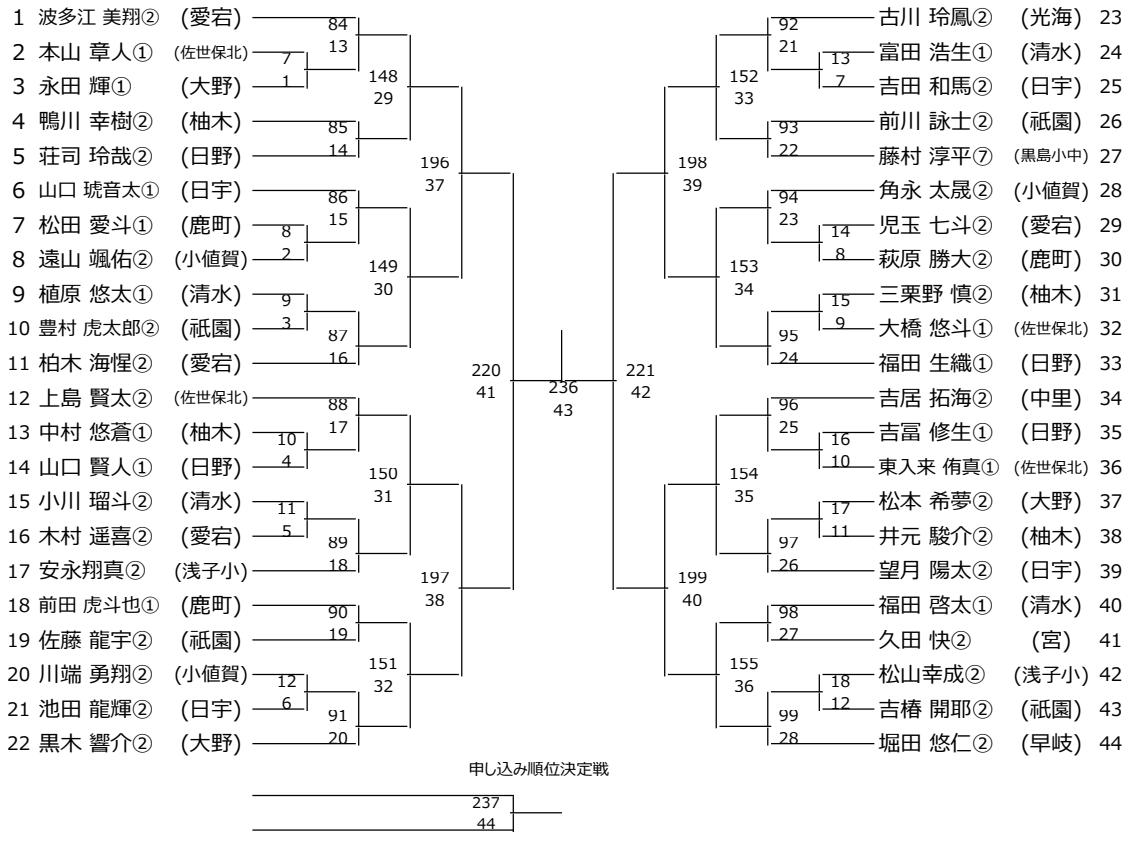 1 波多江 美翔② (愛宕)
2 本山 章人① (佐世保北)
3 永田 輝① (大野)
4 鴨川 幸樹② (柚木)
5 荘司 玲哉② (日野)
6 山口 琥音太① (日宇)
7 松田 愛斗① (鹿町)
8 遠山 颯佑② (小値賀)
9 植原 悠太① (清水)
10 豊村 虎太郎② (祇園)
11 柏木 海惺② (愛宕)
12 上島 賢太② (佐世保北)
13 中村 悠蒼① (柚木)
14 山口 賢人① (日野)
15 小川 瑠斗② (清水)
16 木村 遥喜② (愛宕)
17 安永翔真② (浅子小)
18 前田 虎斗也① (鹿町)
19 佐藤 龍宇② (祇園)
20 川端 勇翔② (小値賀)
21 池田 龍輝② (日宇)
22 黒木 響介② (大野)
84
13
7
1
148
29
85
14
196
37
86
15
8
2
149
30
9
3
87
16
220
41
88
17
10
4
150
31
11
5
89
18
197
38
90
19
151
32
12
6
91
20
236
43
古川 玲鳳② (光海) 23
富田 浩生① (清水) 24
吉田 和馬② (日宇) 25
前川 詠士② (祇園) 26
藤村 淳平⑦ (黒島小中) 27
角永 太晟② (小値賀) 28
児玉 七斗② (愛宕) 29
萩原 勝大② (鹿町) 30
三栗野 慎② (柚木) 31
大橋 悠斗① (佐世保北) 32
福田 生織① (日野) 33
吉居 拓海② (中里) 34
吉冨 修生① (日野) 35
東入来 侑真① (佐世保北) 36
松本 希夢② (大野) 37
井元 駿介② (柚木) 38
望月 陽太② (日宇) 39
福田 啓太① (清水) 40
久田 快② (宮) 41
松山幸成② (浅子小) 42
吉椿 開耶② (祇園) 43
堀田 悠仁② (早岐) 44
92
21
13
7
152
33
93
22
198
39
94
23
14
8
153
34
15
9
95
24
221
42
96
25
16
10
154
35
17
11
97
26
199
40
98
27
155
36
18
12
99
28
申し込み順位決定戦
237
44